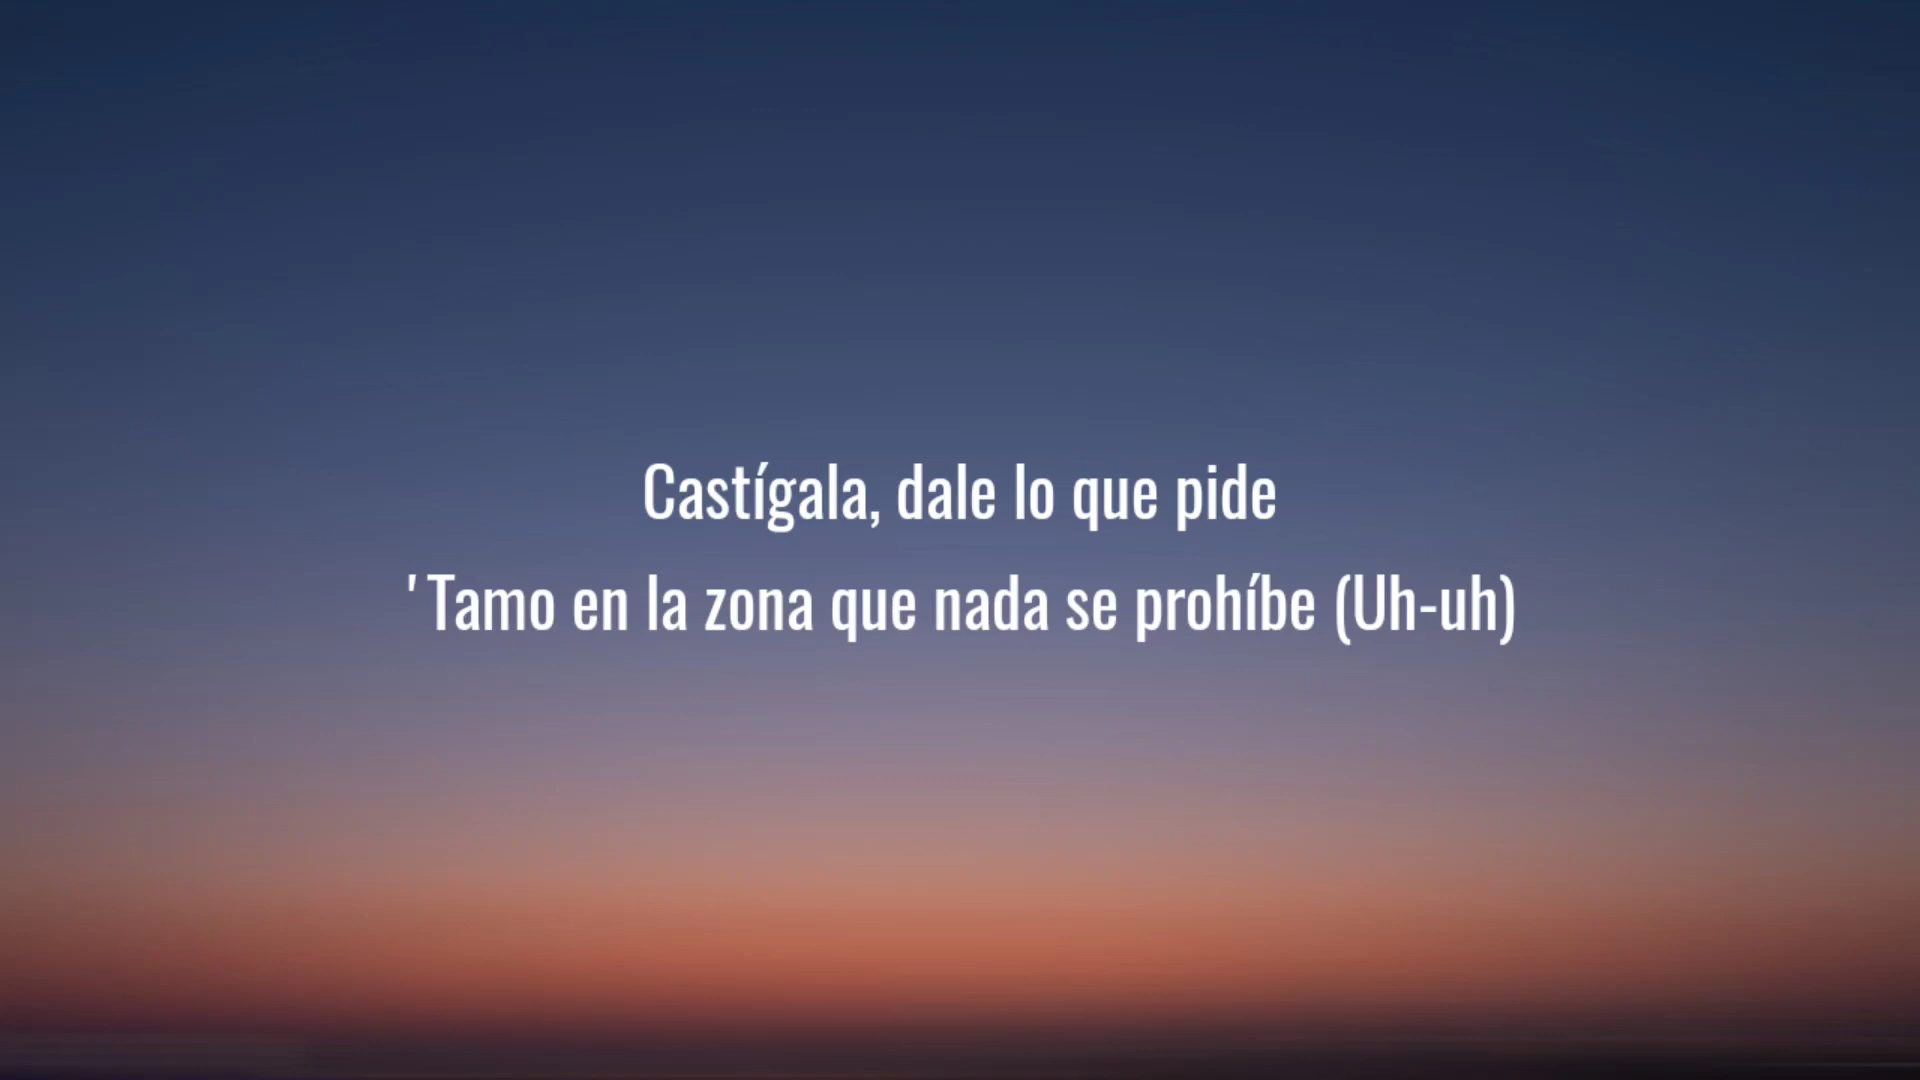 Castígala, dale lo que pide
'Tamo en la zona que nada se prohíbe (Uh-uh)